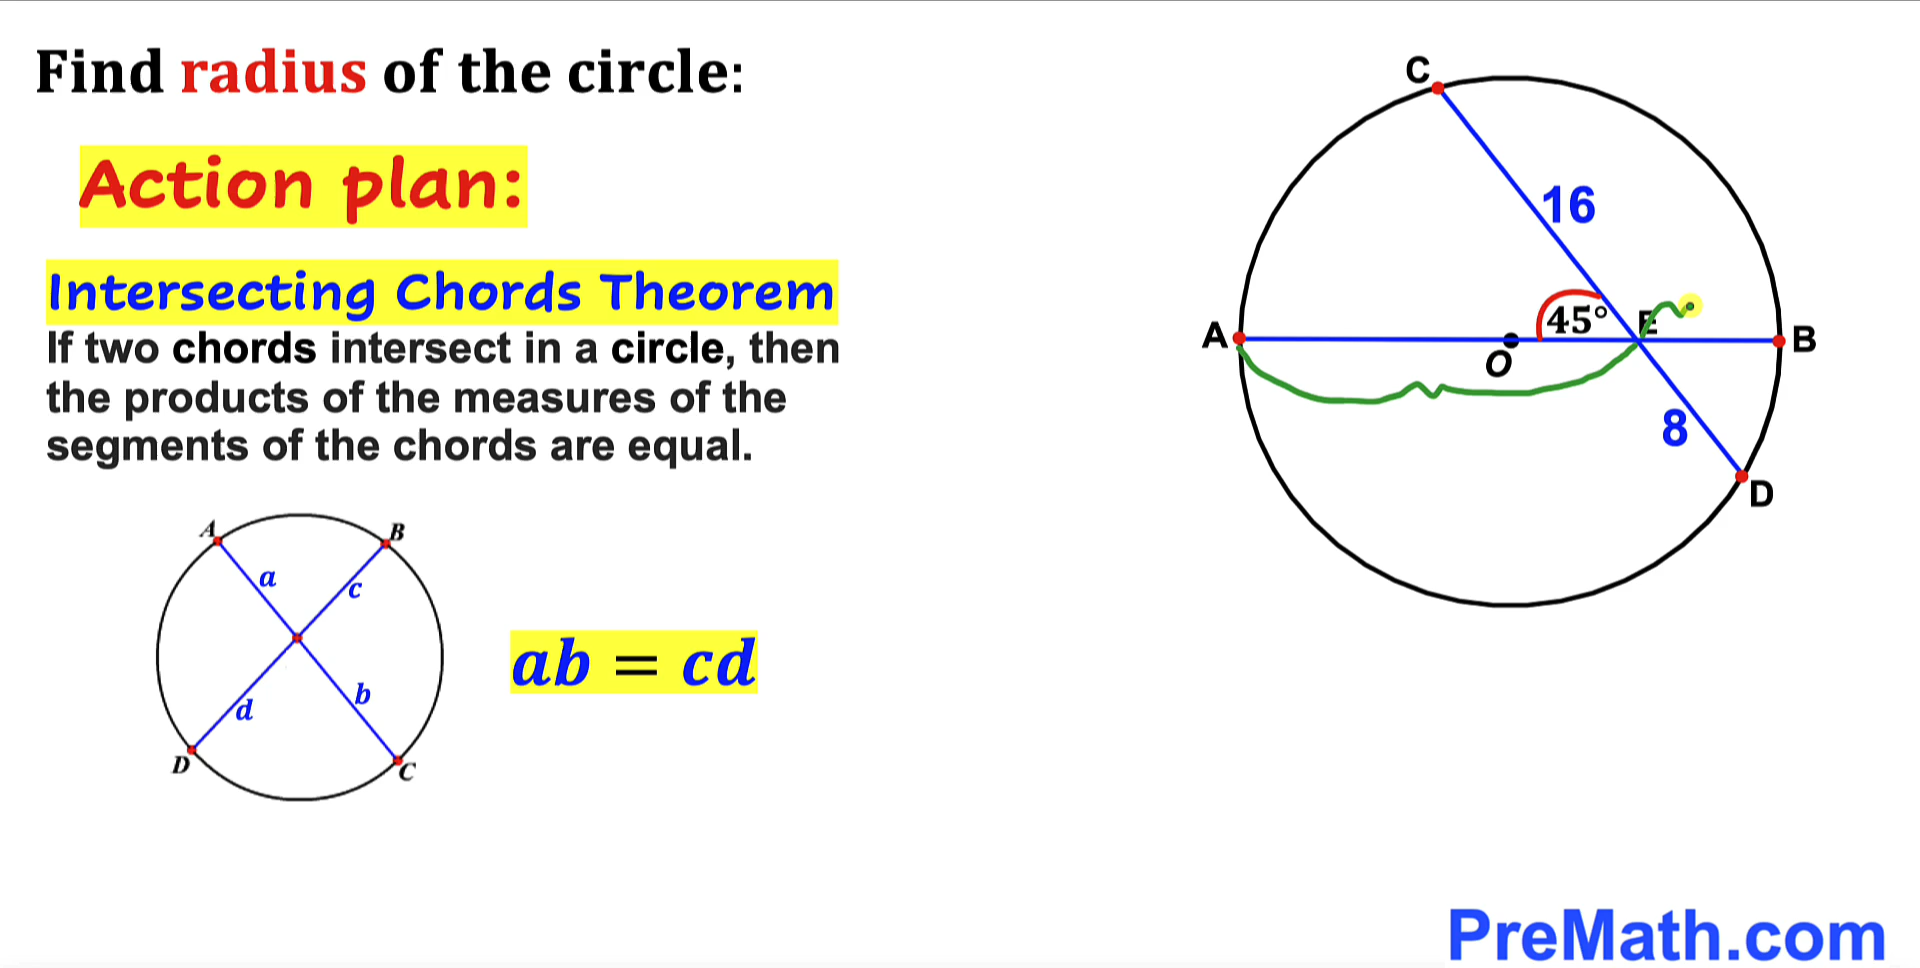 Find radius of the circle:
Action plan:
Intersecting Chords Theorem
If two chords intersect in a circle, then
the products of the measures of the
segments of the chords are equal.
A
B
a
c
d
b
D
C
ab = cd
C
16
45°
E
A
O
B
8
D
PreMath.com